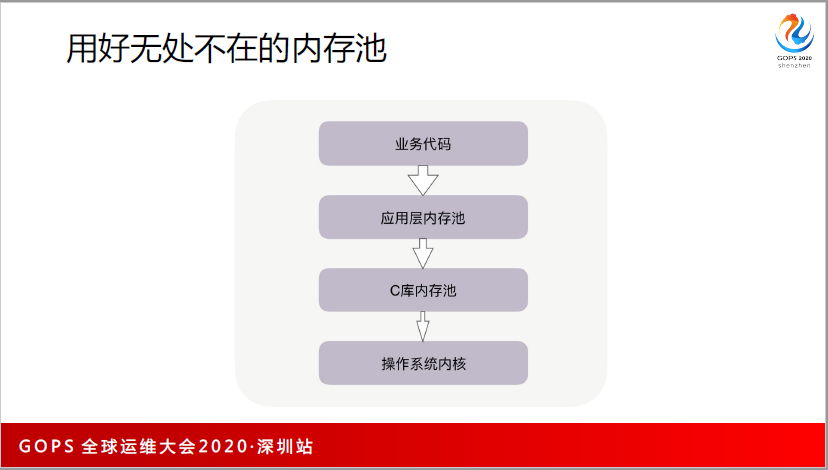 用好无处不在的内存池
GOPS 2020
shenzhen
业务代码
应用层内存池
C库内存池
操作系统内核
GOPS 全球运维大会2020·深圳站